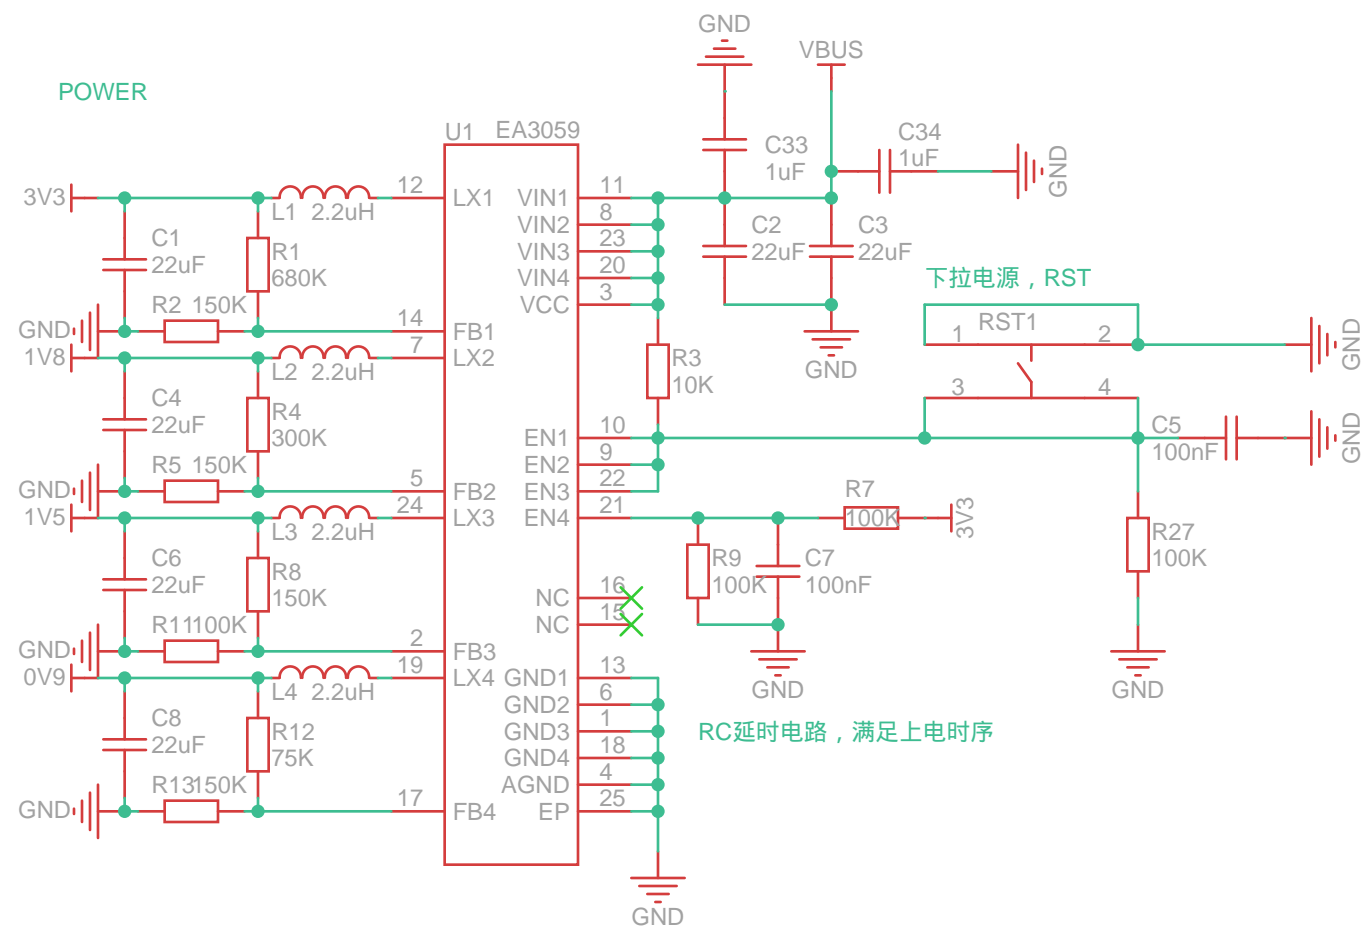 POWER
GND
VBUS
U1 EA3059
C33
1uF
C34
1uF
GND
3V3
L1 2.2uH
12
LX1
VIN1
11
C1
22uF
R1
680K
VIN2
8
C2
22uF
C3
22uF
VIN3
23
VIN4
20
R2 150K
VCC
3
GND
14
FB1
GND
下拉电源，RST
RST1
1
2
GND
3
4
1V8
L2 2.2uH
7
LX2
R3
10K
C4
22uF
R4
300K
EN1
10
C5
100nF
GND
EN2
9
R5 150K
GND
5
FB2
EN3
22
1V5
L3 2.2uH
24
LX3
EN4
21
R7
100K
3V3
R27
100K
GND
C6
22uF
R8
150K
R9
100K
C7
100nF
GND
NC
16
NC
15
R11 100K
GND
2
FB3
0V9
L4 2.2uH
19
LX4
GND1
13
GND2
6
C8
22uF
R12
75K
GND3
1
GND4
18
RC延时电路，满足上电时序
R13 150K
AGND
4
GND
17
FB4
EP
25
GND